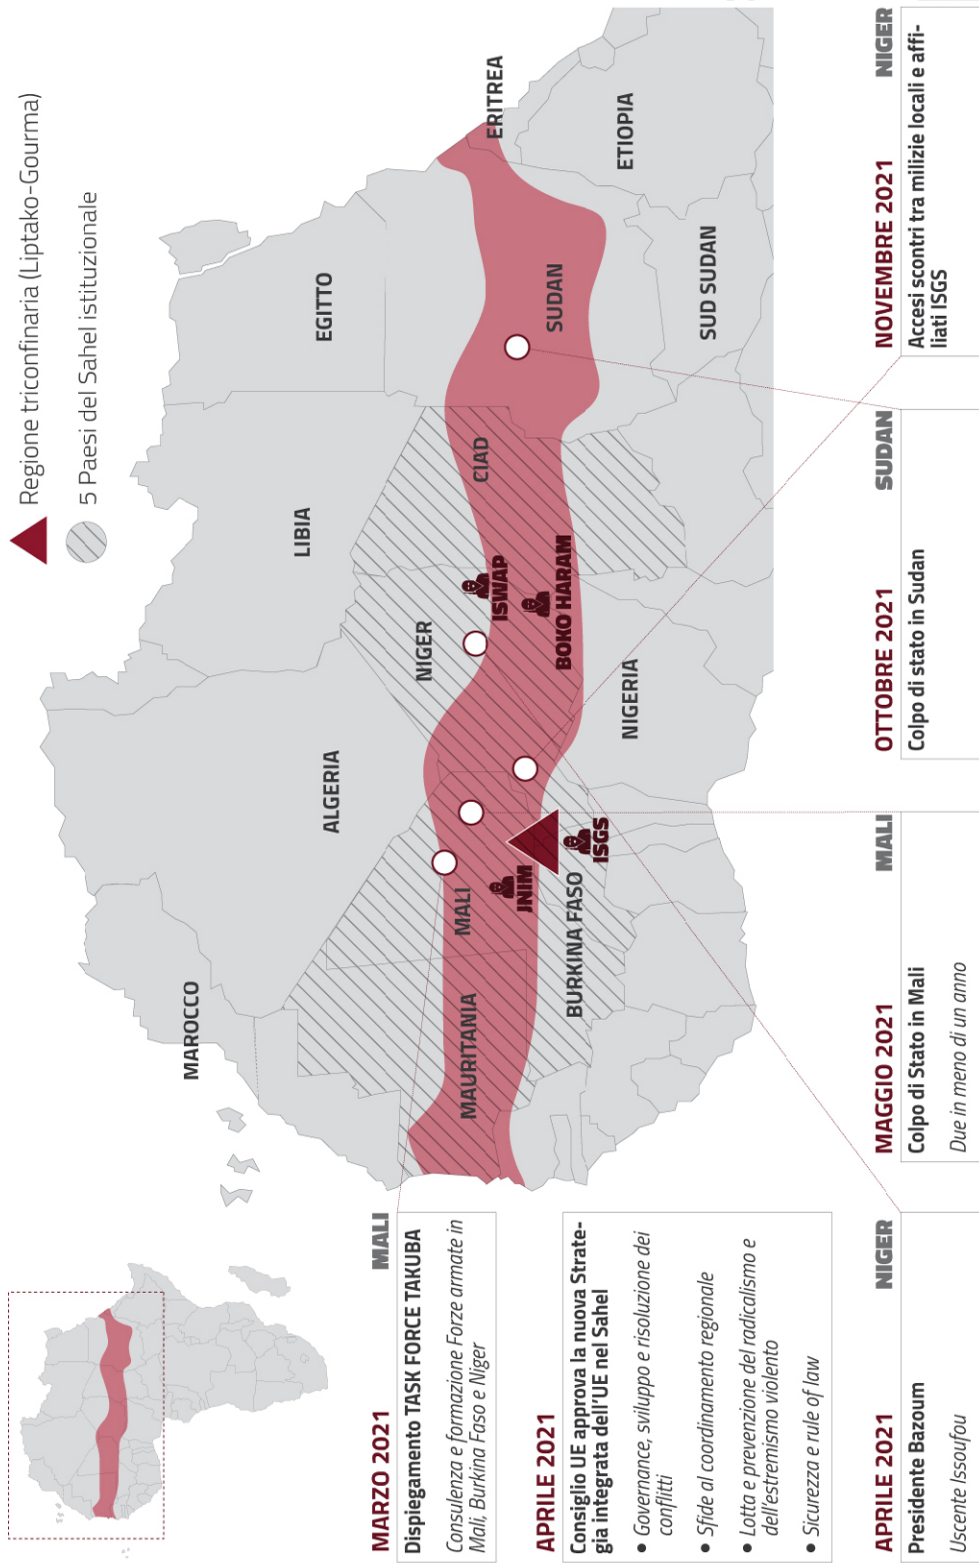 Regione triconfinaria (Liptako-Gourma)
5 Paesi del Sahel istituzionale
MAROCCO
ALGERIA
LIBIA
EGITTO
MAURITANIA
MALI
NIGER
CIAD
SUDAN
ERITREA
JNIM
ISWAP
BOKO HARAM
BURKINA FASO
ISGS
NIGERIA
SUD SUDAN
ETIOPIA
MARZO 2021
MALI
Dispiegamento TASK FORCE TAKUBA
Consulenza e formazione Forze armate in
Mali, Burkina Faso e Niger
APRILE 2021
Consiglio UE approva la nuova Strate-
gia integrata dell'UE nel Sahel
• Governance, sviluppo e risoluzione dei
conflitti
• Sfide al coordinamento regionale
• Lotta e prevenzione del radicalismo e
dell'estremismo violento
• Sicurezza e rule of law
APRILE 2021
NIGER
Presidente Bazoum
Uscente Issoufou
MAGGIO 2021
MALI
Colpo di Stato in Mali
Due in meno di un anno
OTTOBRE 2021
SUDAN
Colpo di stato in Sudan
NOVEMBRE 2021
NIGER
Accesi scontri tra milizie locali e affi-
liati ISGS